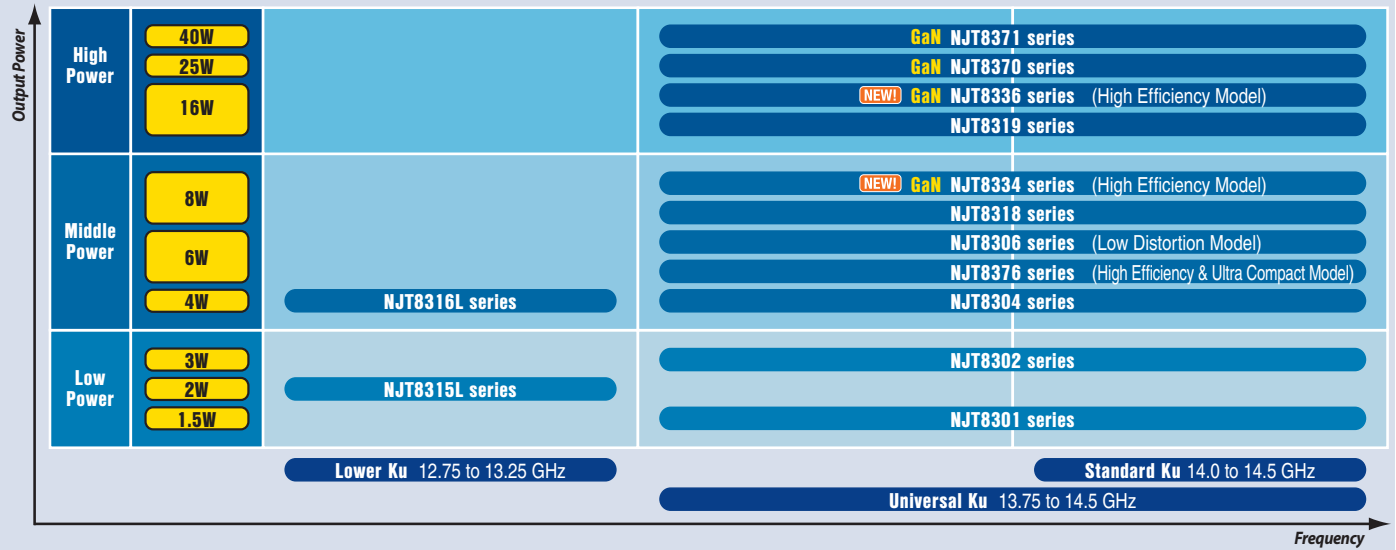 Output Power
High
Power
40W
GaN NJT8371 series
25W
GaN NJT8370 series
16W
NEW! GaN NJT8336 series (High Efficiency Model)
NJT8319 series
Middle
Power
8W
NEW! GaN NJT8334 series (High Efficiency Model)
NJT8318 series
6W
NJT8306 series (Low Distortion Model)
NJT8376 series (High Efficiency & Ultra Compact Model)
4W
NJT8316L series
NJT8304 series
Low
Power
3W
NJT8302 series
2W
NJT8315L series
1.5W
NJT8301 series
Lower Ku 12.75 to 13.25 GHz
Standard Ku 14.0 to 14.5 GHz
Universal Ku 13.75 to 14.5 GHz
Frequency